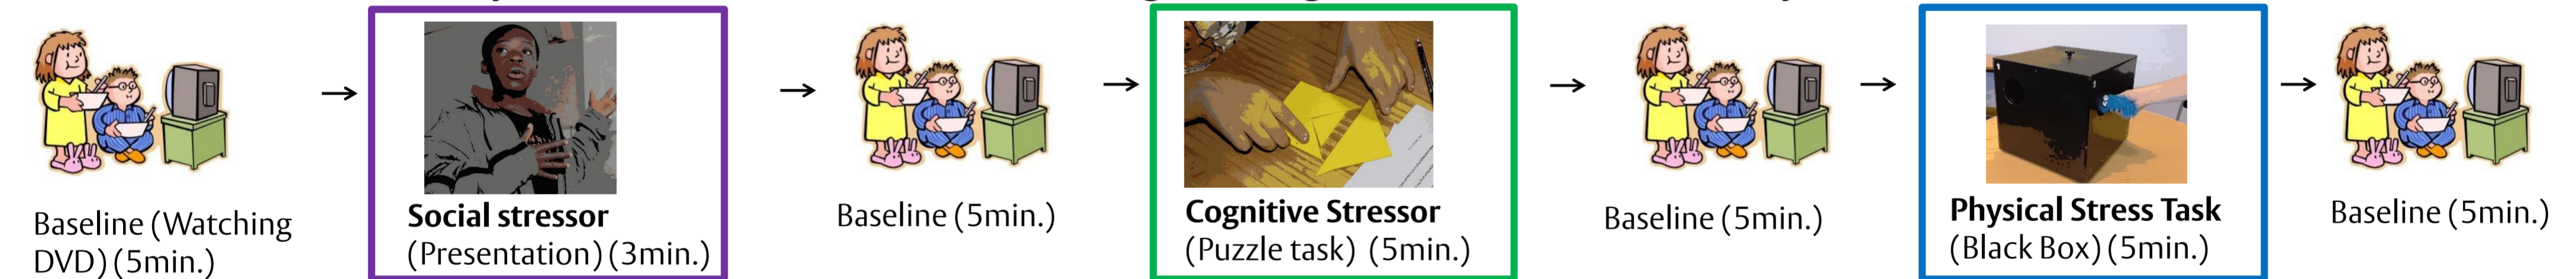 Baseline (Watching
DVD) (5min.)
Social stressor
(Presentation) (3min.)
Baseline (5min.)
Cognitive Stressor
(Puzzle task) (5min.)
Baseline (5min.)
Physical Stress Task
(Black Box) (5min.)
Baseline (5min.)